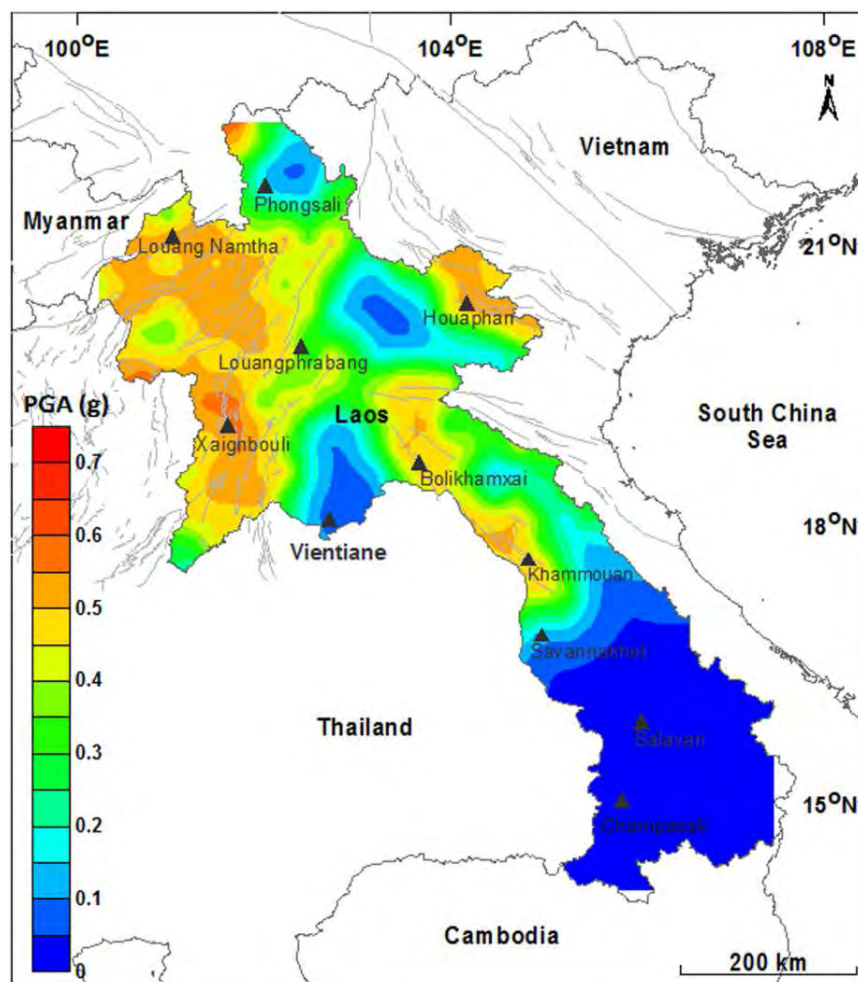 100°E
104°E
108°E
N
Vietnam
Phongsali
Myanmar
Louang Namtha
21°N
Houaphan
Louangphrabang
PGA (g)
Laos
South China
Sea
Xaignbouli
0.7
Bolikhamxai
0.6
18°N
Vientiane
Khammouan
0.5
Savannakhet
0.4
Thailand
Salavan
0.3
15°N
Champasak
0.2
0.1
Cambodia
200 km
0